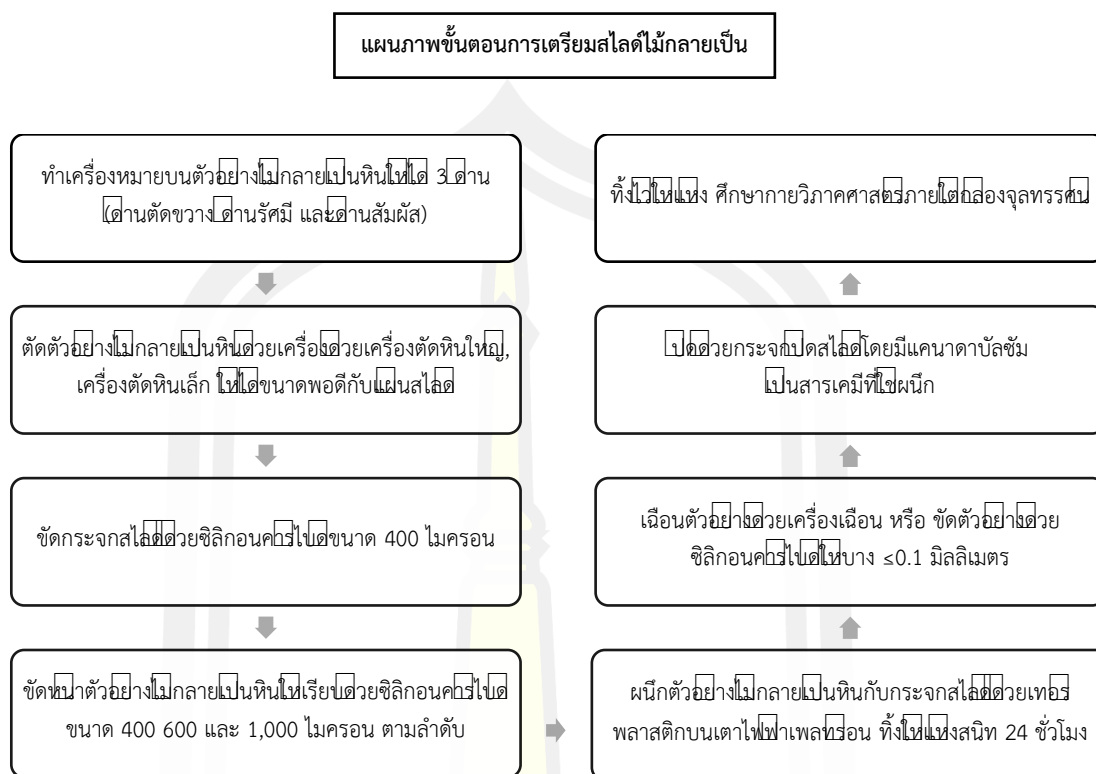 แผนภาพขั้นตอนการเตรียมสไลด์ไม้กลายเป็น
ทำเครื่องหมายบนตัวอย่างไม้กลายเป็นหินให้ได้ 3 ด้าน
(ด้านตัดขวาง ด้านรัศมี และด้านสัมผัส)
ตัดตัวอย่างไม้กลายเป็นหินด้วยเครื่องด้วยเครื่องตัดหินใหญ่,
เครื่องตัดหินเล็ก ให้ได้ขนาดพอดีกับแผ่นสไลด์
ขัดกระจกสไลด์ด้วยซิลิกอนคาร์ไบด์ขนาด 400 ไมครอน
ขัดหน้าตัวอย่างไม้กลายเป็นหินให้เรียบด้วยซิลิกอนคาร์ไบด์
ขนาด 400 600 และ 1,000 ไมครอน ตามลำดับ
ผนึกตัวอย่างไม้กลายเป็นหินกับกระจกสไลด์ด้วยเทอร์
พลาสติกบนเตาไฟฟ้าเพลทร้อน ทิ้งให้แห้งสนิท 24 ชั่วโมง
เฉือนตัวอย่างด้วยเครื่องเฉือน หรือ ขัดตัวอย่างด้วย
ซิลิกอนคาร์ไบด์ให้บาง ≤0.1 มิลลิเมตร
ปิดด้วยกระจกปิดสไลด์โดยมีแคนาดาบัลซัม
เป็นสารเคมีที่ใช้ผนึก
ทิ้งไว้ให้แห้ง ศึกษากายวิภาคศาสตร์ภายใต้กล้องจุลทรรศน์